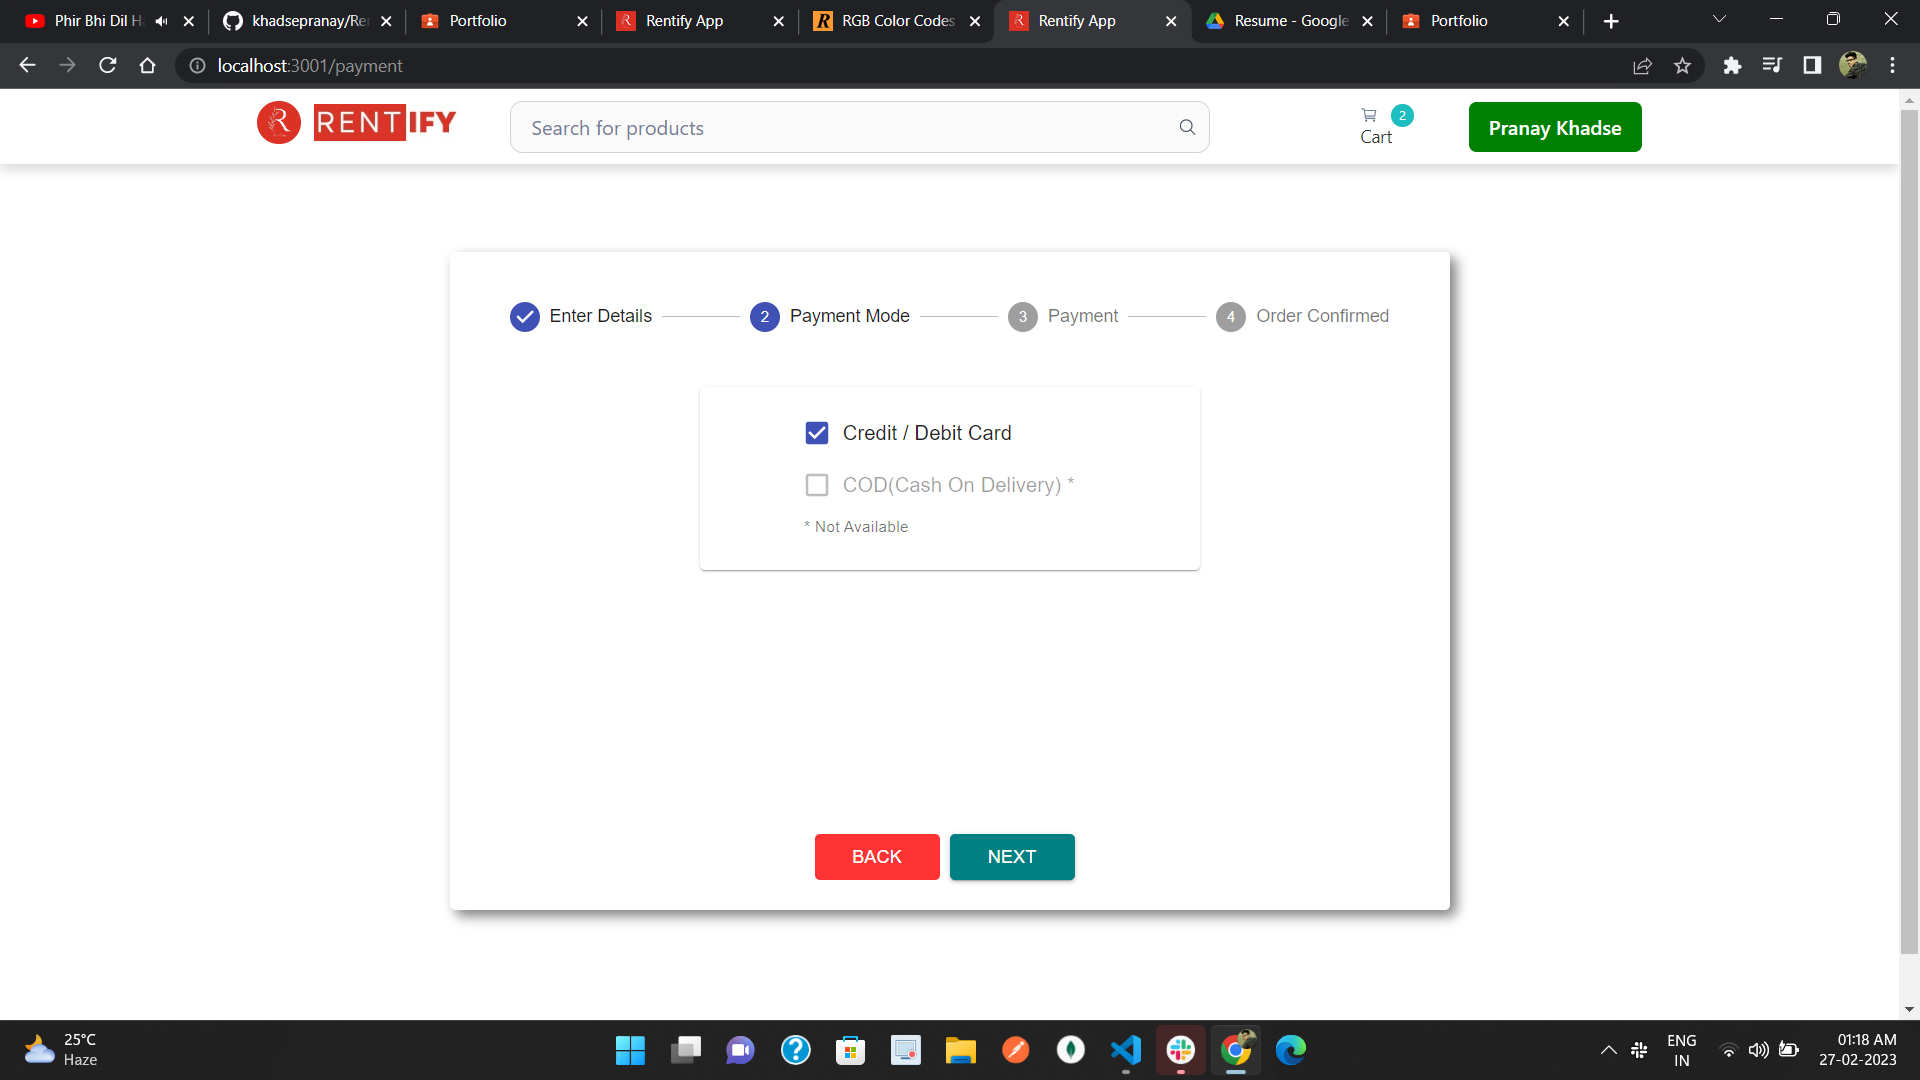 Phir Bhi Dil H
khadsepranay/Re
Portfolio
Rentify App
RGB Color Codes
Rentify App
Resume - Google
Portfolio
localhost:3001/payment
R RENTIFY
Search for products
Cart 2
Pranay Khadse
Enter Details
2 Payment Mode
3 Payment
4 Order Confirmed
Credit / Debit Card
COD(Cash On Delivery) *
* Not Available
BACK
NEXT
25°C
Haze
ENG
IN
01:18 AM
27-02-2023